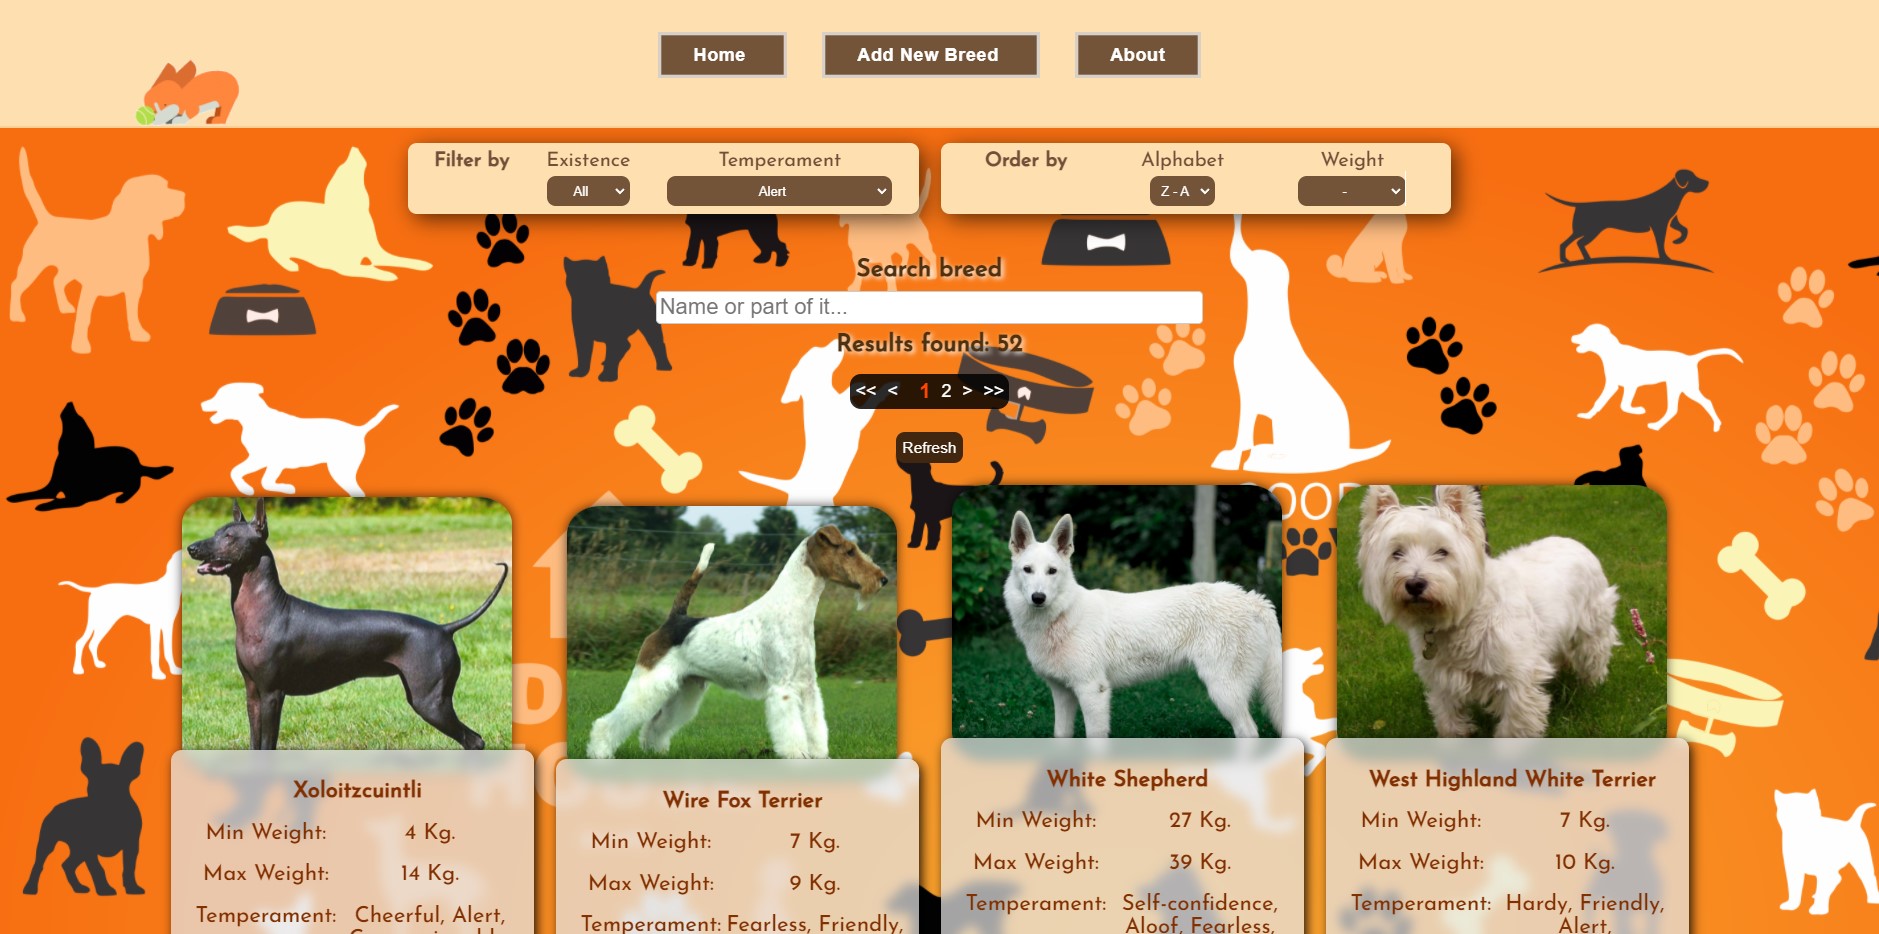 Home Add New Breed About
Filter by Existence Temperament Order by Alphabet Weight
All Alert Z - A -
Search breed
Name or part of it...
Results found: 52
<< < 1 2 > >>
Refresh
Xoloitzcuintli
Min Weight: 4 Kg.
Max Weight: 14 Kg.
Temperament: Cheerful, Alert,
Wire Fox Terrier
Min Weight: 7 Kg.
Max Weight: 9 Kg.
Temperament: Fearless, Friendly,
White Shepherd
Min Weight: 27 Kg.
Max Weight: 39 Kg.
Temperament: Self-confidence,
Aloof, Fearless,
West Highland White Terrier
Min Weight: 7 Kg.
Max Weight: 10 Kg.
Temperament: Hardy, Friendly,
Alert,